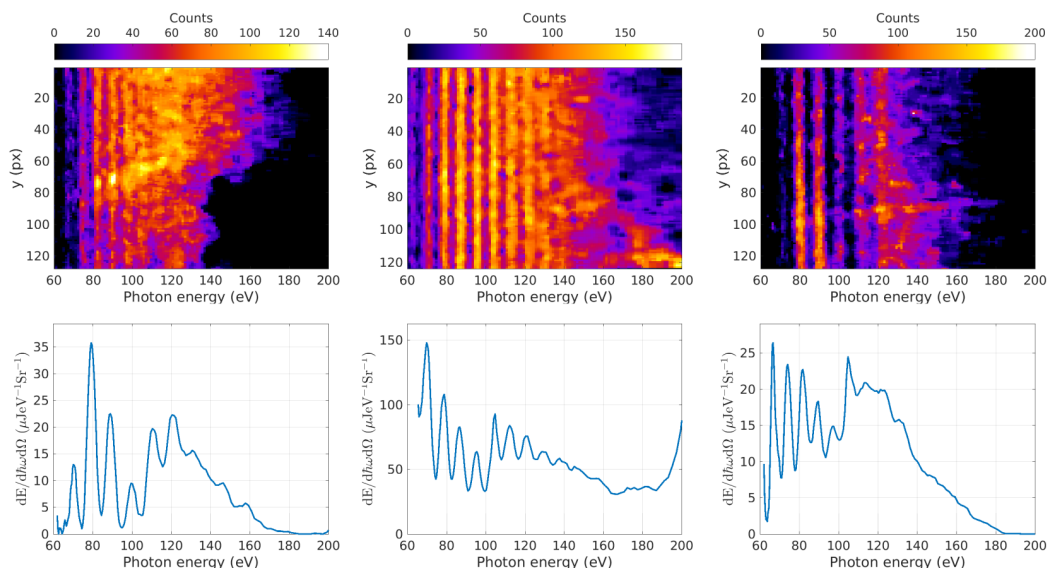 Counts
0 20 40 60 80 100 120 140
y (px)
20
40
60
80
100
120
60 80 100 120 140 160 180 200
Photon energy (eV)
Counts
0 50 100 150
y (px)
20
40
60
80
100
120
60 80 100 120 140 160 180 200
Photon energy (eV)
Counts
0 50 100 150 200
y (px)
20
40
60
80
100
120
60 80 100 120 140 160 180 200
Photon energy (eV)
dE/dħωdΩ (μJeV⁻¹Sr⁻¹)
35
30
25
20
15
10
5
0
60 80 100 120 140 160 180 200
Photon energy (eV)
dE/dħωdΩ (μJeV⁻¹Sr⁻¹)
150
100
50
0
60 80 100 120 140 160 180 200
Photon energy (eV)
dE/dħωdΩ (μJeV⁻¹Sr⁻¹)
25
20
15
10
5
0
60 80 100 120 140 160 180 200
Photon energy (eV)